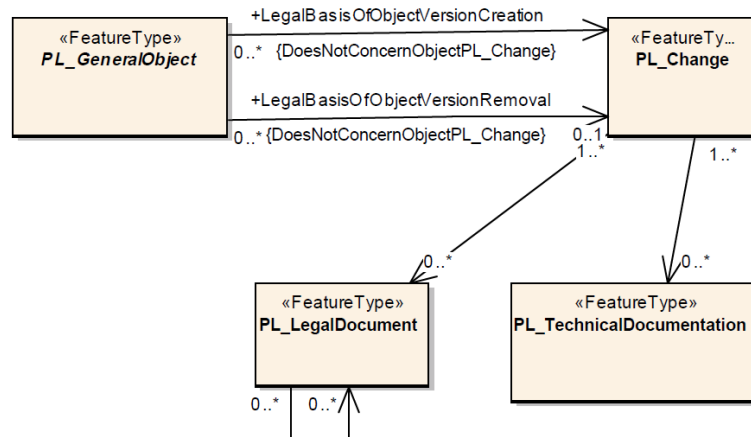 +LegalBasisOfObjectVersionCreation
«FeatureType»
PL_GeneralObject
0..* {DoesNotConcernObjectPL_Change}
«FeatureTy...
PL_Change
+LegalBasisOfObjectVersionRemoval
0..* {DoesNotConcernObjectPL_Change}
0..1
1..*
1..*
0..*
0..*
«FeatureType»
PL_LegalDocument
«FeatureType»
PL_TechnicalDocumentation
0..*
0..*